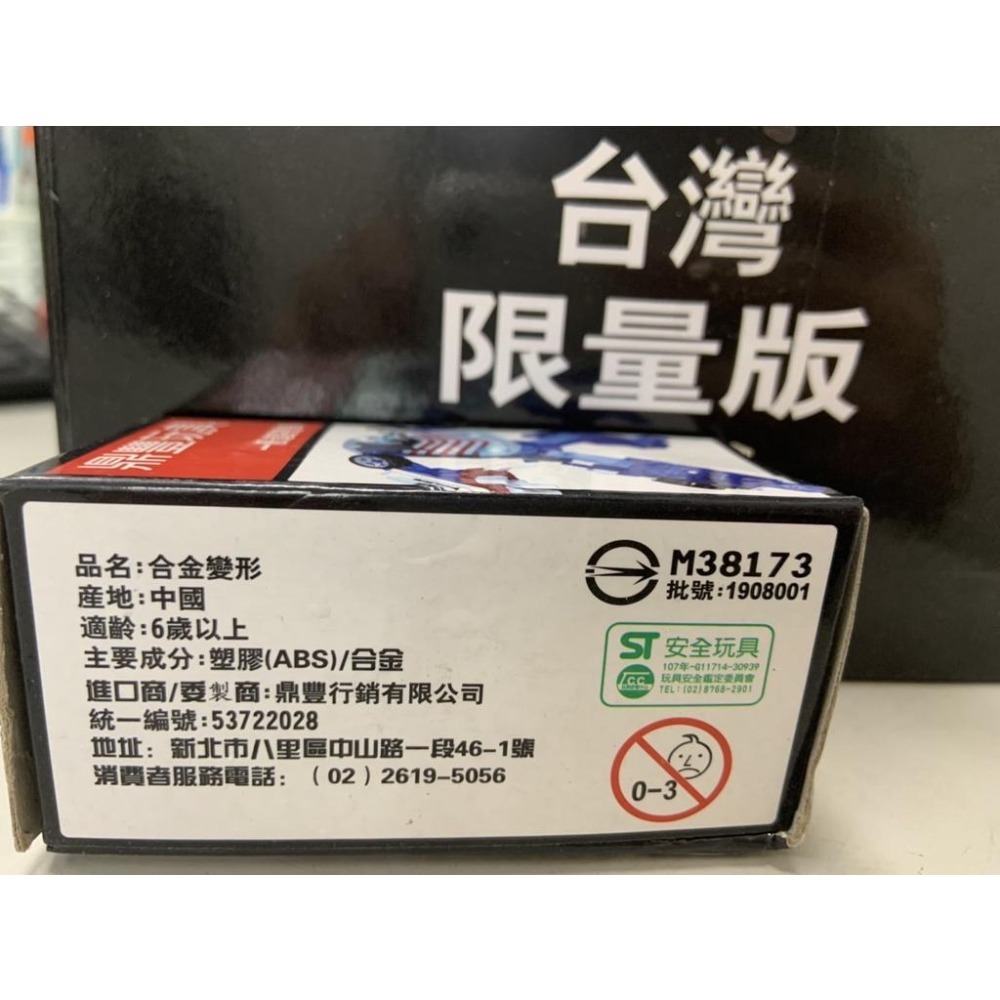 台灣
限量版
鼎豐
品名:合金變形
產地:中國
適齡:6歲以上
主要成分:塑膠(ABS)/合金
進口商/委製商:鼎豐行銷有限公司
統一編號:53722028
地址: 新北市八里區中山路一段46-1號
消費者服務電話: (02)2619-5056
M38173
批號:1908001
ST 安全玩具
107年-G11714-30939
玩具安全鑑定委員會
TEL:(02)8768-2901
0-3